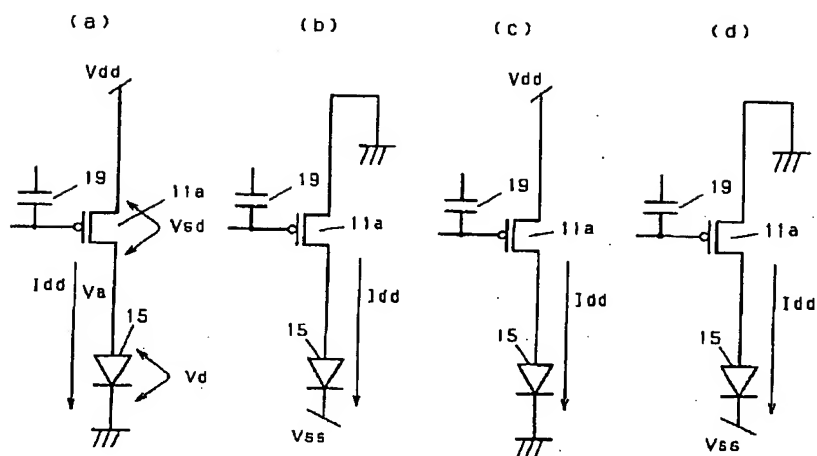 (a) (b) (c) (d)
Vdd Vdd
19 11a 19 19 19
Vsd 11a 11a 11a
Idd Va Idd Idd Idd
15 15 15 15
Vd
Vss Vss